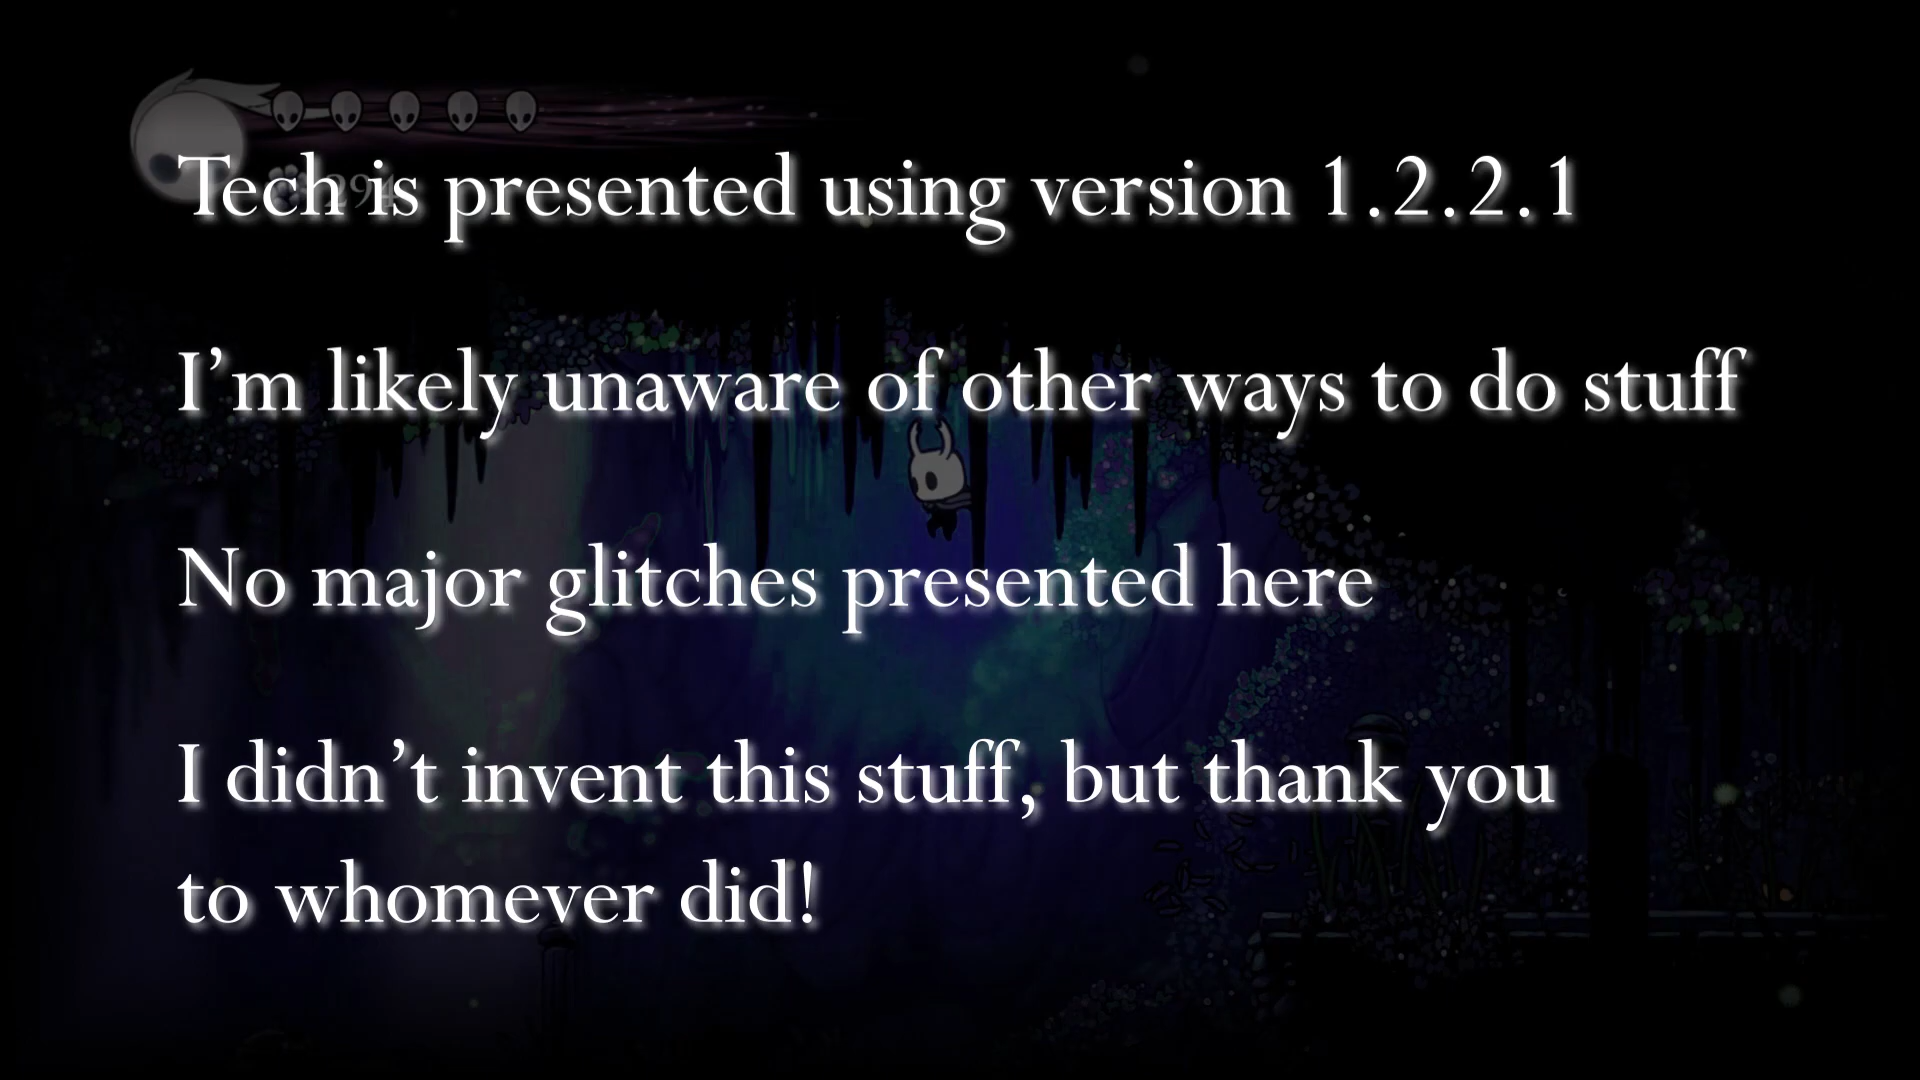 294
Tech is presented using version 1.2.2.1
I’m likely unaware of other ways to do stuff
No major glitches presented here
I didn’t invent this stuff, but thank you
to whomever did!